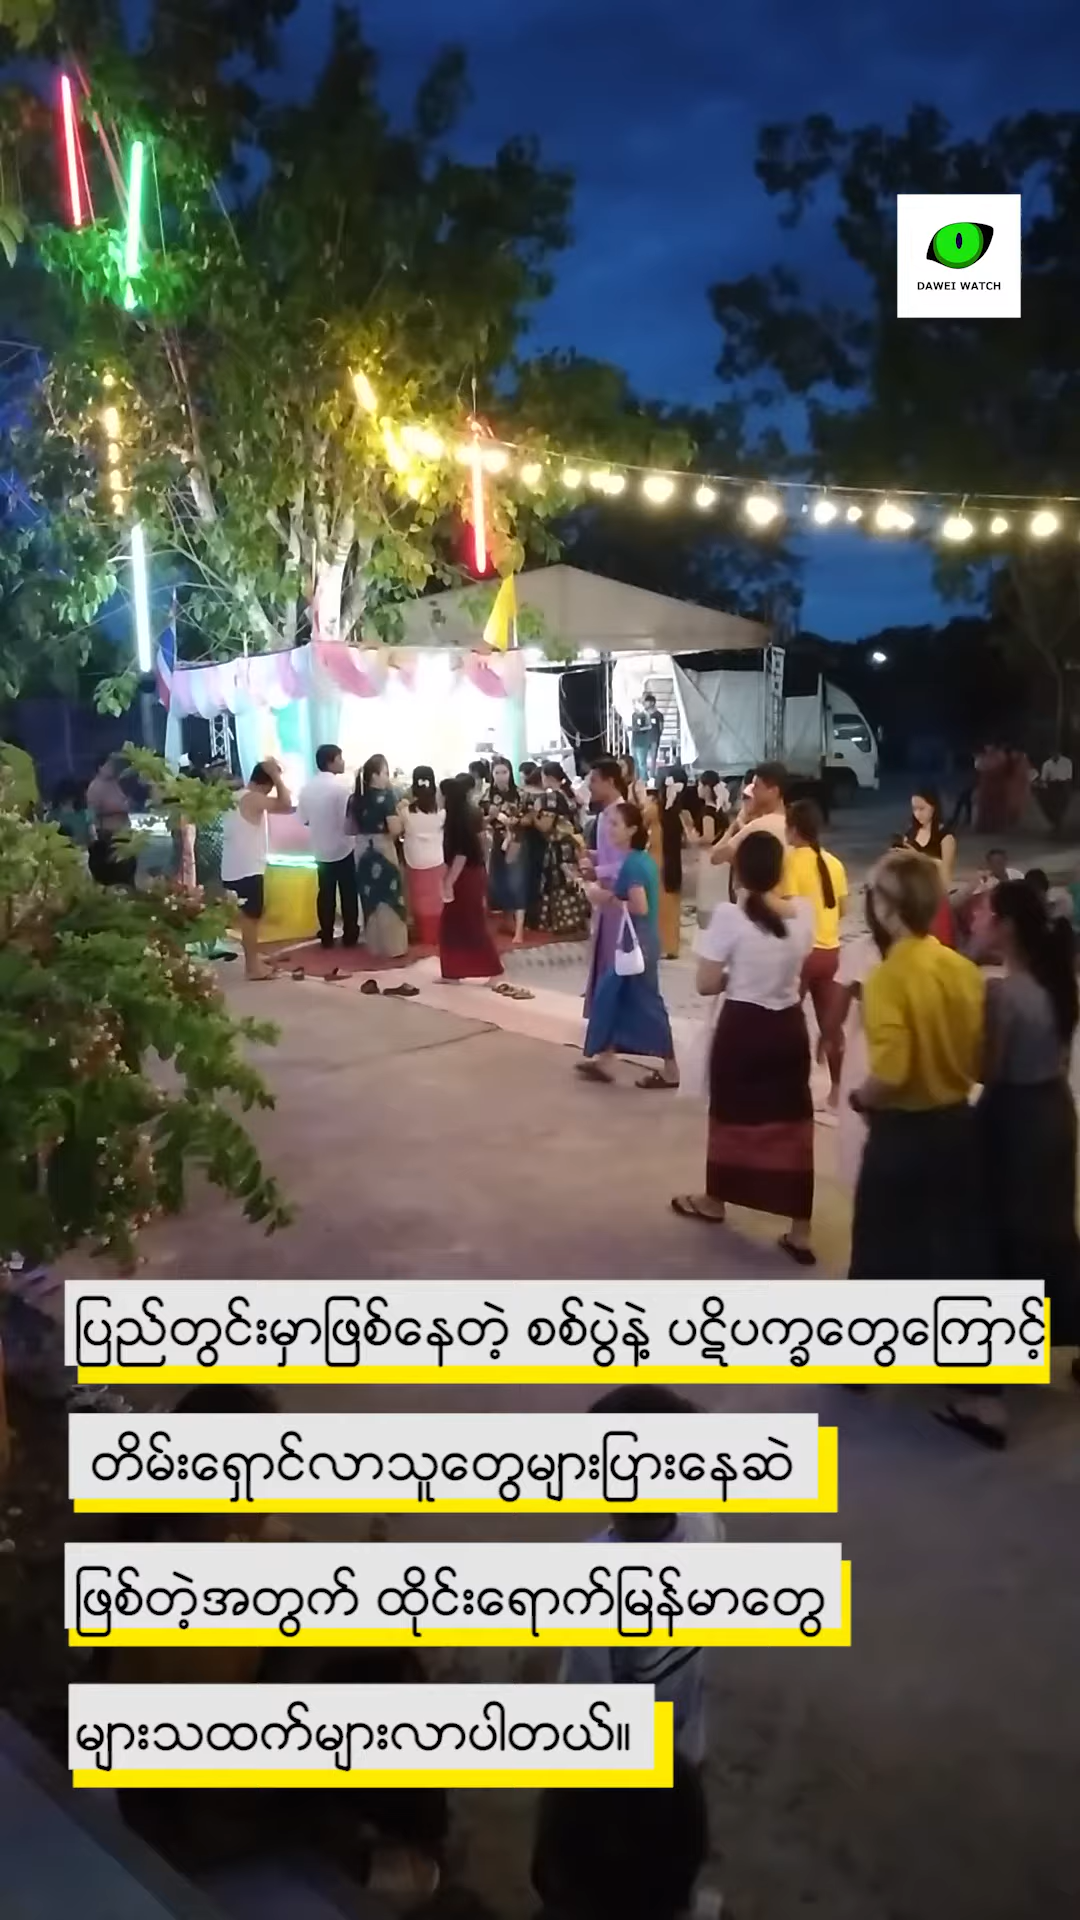 DAWEI WATCH
ပြည်တွင်းမှာဖြစ်နေတဲ့ စစ်ပွဲနဲ့ ပဋိပက္ခတွေကြောင့်
တိမ်းရှောင်လာသူတွေများပြားနေဆဲ
ဖြစ်တဲ့အတွက် ထိုင်းရောက်မြန်မာတွေ
များသထက်များလာပါတယ်။